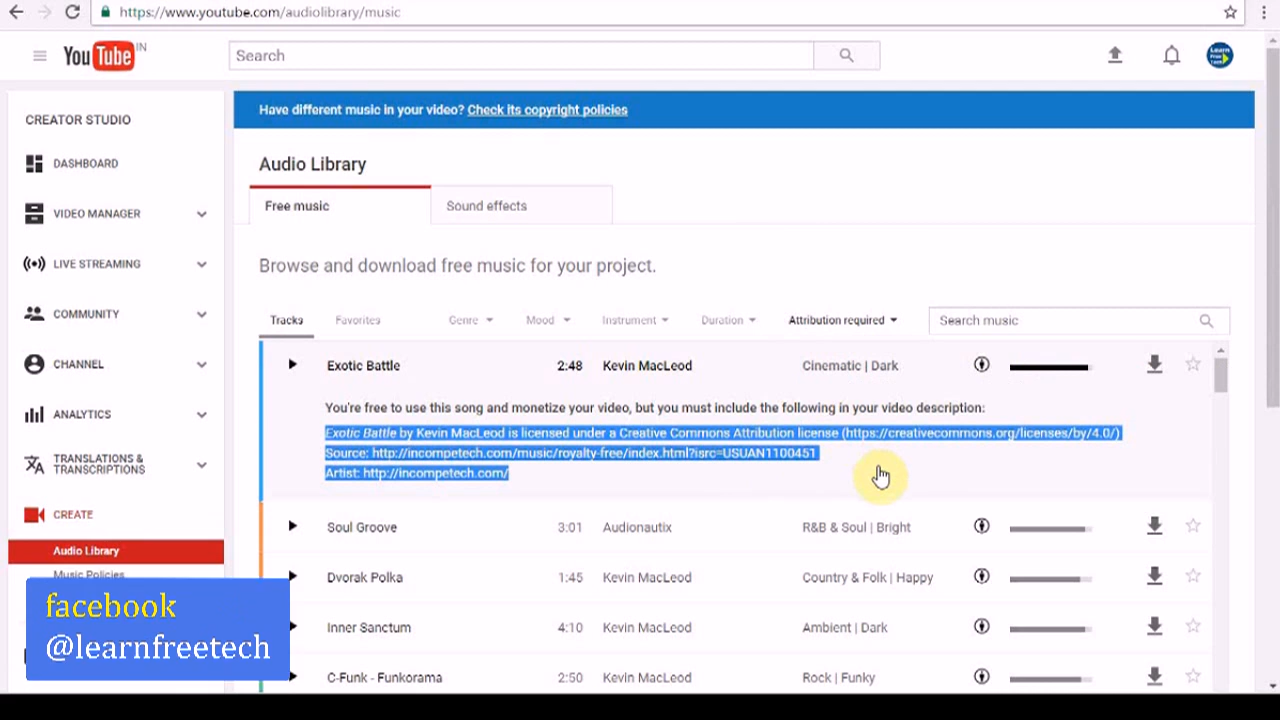 https://www.youtube.com/audiolibrary/music
YouTube IN
Search
Learn Free tech
CREATOR STUDIO
DASHBOARD
VIDEO MANAGER
LIVE STREAMING
COMMUNITY
CHANNEL
ANALYTICS
TRANSLATIONS &
TRANSCRIPTIONS
CREATE
Audio Library
Music Policies
Have different music in your video? Check its copyright policies
Audio Library
Free music Sound effects
Browse and download free music for your project.
Tracks Favorites Genre Mood Instrument Duration Attribution required Search music
Exotic Battle 2:48 Kevin MacLeod Cinematic | Dark
You're free to use this song and monetize your video, but you must include the following in your video description:
Exotic Battle by Kevin MacLeod is licensed under a Creative Commons Attribution license (https://creativecommons.org/licenses/by/4.0/)
Source: http://incompetech.com/music/royalty-free/index.html?isrc=USUAN1100451
Artist: http://incompetech.com/
Soul Groove 3:01 Audionautix R&B & Soul | Bright
Dvorak Polka 1:45 Kevin MacLeod Country & Folk | Happy
Inner Sanctum 4:10 Kevin MacLeod Ambient | Dark
C-Funk - Funkorama 2:50 Kevin MacLeod Rock | Funky
facebook
@learnfreetech